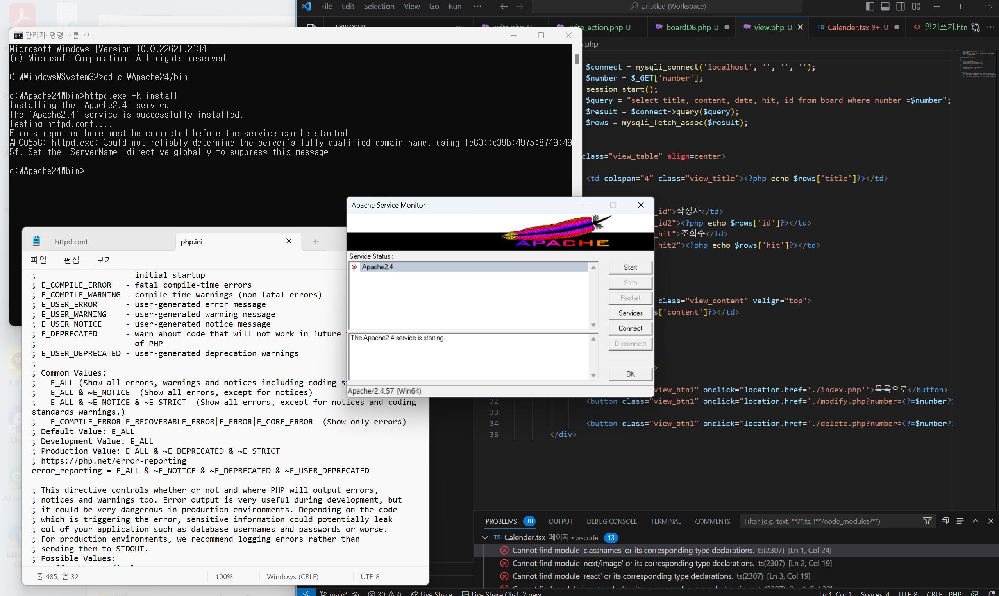 File Edit Selection View Go Run ··· Untitled (Workspace)
EXPLORER ···
write.php U
write_action.php U
boardDB.php U
view.php U
TS Calender.tsx 9+, U
일기쓰기.htm
.php
관리자: 명령 프롬프트
Microsoft Windows [Version 10.0.22621.2134]
(c) Microsoft Corporation. All rights reserved.
C:₩Windows₩System32>cd c:₩Apache24/bin
c:₩Apache24₩bin>httpd.exe -k install
Installing the 'Apache2.4' service
The 'Apache2.4' service is successfully installed.
Testing httpd.conf....
Errors reported here must be corrected before the service can be started.
AH00558: httpd.exe: Could not reliably determine the server's fully qualified domain name, using fe80::c39b:4975:8749:49
5f. Set the 'ServerName' directive globally to suppress this message
c:₩Apache24₩bin>
$connect = mysqli_connect('localhost', '', '', '');
$number = $_GET['number'];
session_start();
$query = "select title, content, date, hit, id from board where number =$number";
$result = $connect->query($query);
$rows = mysqli_fetch_assoc($result);
class="view_table" align=center>
<td colspan="4" class="view_title"><?php echo $rows['title']?></td>
_id">작성자</td>
_id2"><?php echo $rows['id']?></td>
_hit">조회수</td>
_hit2"><?php echo $rows['hit']?></td>
class="view_content" valign="top">
s['content']?></td>
view_btn1" onclick="location.href='./index.php'">목록으로</button>
32 <button class="view_btn1" onclick="location.href='./modify.php?number=<?=$number?>
33
34 <button class="view_btn1" onclick="location.href='./delete.php?number=<?=$number?>
35 </div>
Apache Service Monitor
APACHE
Service Status :
Apache2.4
Start
Stop
Restart
Services
Connect
Disconnect
The Apache2.4 service is starting.
OK
Apache/2.4.57 (Win64)
httpd.conf
php.ini
파일 편집 보기
; initial startup
; E_COMPILE_ERROR - fatal compile-time errors
; E_COMPILE_WARNING - compile-time warnings (non-fatal errors)
; E_USER_ERROR - user-generated error message
; E_USER_WARNING - user-generated warning message
; E_USER_NOTICE - user-generated notice message
; E_DEPRECATED - warn about code that will not work in future
; of PHP
; E_USER_DEPRECATED - user-generated deprecation warnings
;
; Common Values:
; E_ALL (Show all errors, warnings and notices including coding
; E_ALL & ~E_NOTICE (Show all errors, except for notices)
; E_ALL & ~E_NOTICE & ~E_STRICT (Show all errors, except for notices and coding
standards warnings.)
; E_COMPILE_ERROR|E_RECOVERABLE_ERROR|E_ERROR|E_CORE_ERROR (Show only errors)
; Default Value: E_ALL
; Development Value: E_ALL
; Production Value: E_ALL & ~E_DEPRECATED & ~E_STRICT
; https://php.net/error-reporting
error_reporting = E_ALL & ~E_NOTICE & ~E_DEPRECATED & ~E_USER_DEPRECATED
; This directive controls whether or not and where PHP will output errors,
; notices and warnings too. Error output is very useful during development, but
; it could be very dangerous in production environments. Depending on the code
; which is triggering the error, sensitive information could potentially leak
; out of your application such as database usernames and passwords or worse.
; For production environments, we recommend logging errors rather than
; sending them to STDOUT.
; Possible Values:
줄 485, 열 32 100% Windows (CRLF) UTF-8
PROBLEMS 30 OUTPUT DEBUG CONSOLE TERMINAL COMMENTS Filter (e.g. text, **/*.ts, !**/node_modules/**)
TS Calender.tsx 페이지 • .vscode 13
Cannot find module 'classnames' or its corresponding type declarations. ts(2307) [Ln 1, Col 24]
Cannot find module 'next/image' or its corresponding type declarations. ts(2307) [Ln 2, Col 19]
Cannot find module 'react' or its corresponding type declarations. ts(2307) [Ln 3, Col 19]
Cannot find module 'react-redux' or its corresponding type declarations. ts(2307) [Ln 4, Col 29]
main* 30 0 Live Share Live Share Chat: 2 new Ln 1, Col 1 Spaces: 4 UTF-8 CRLF PHP